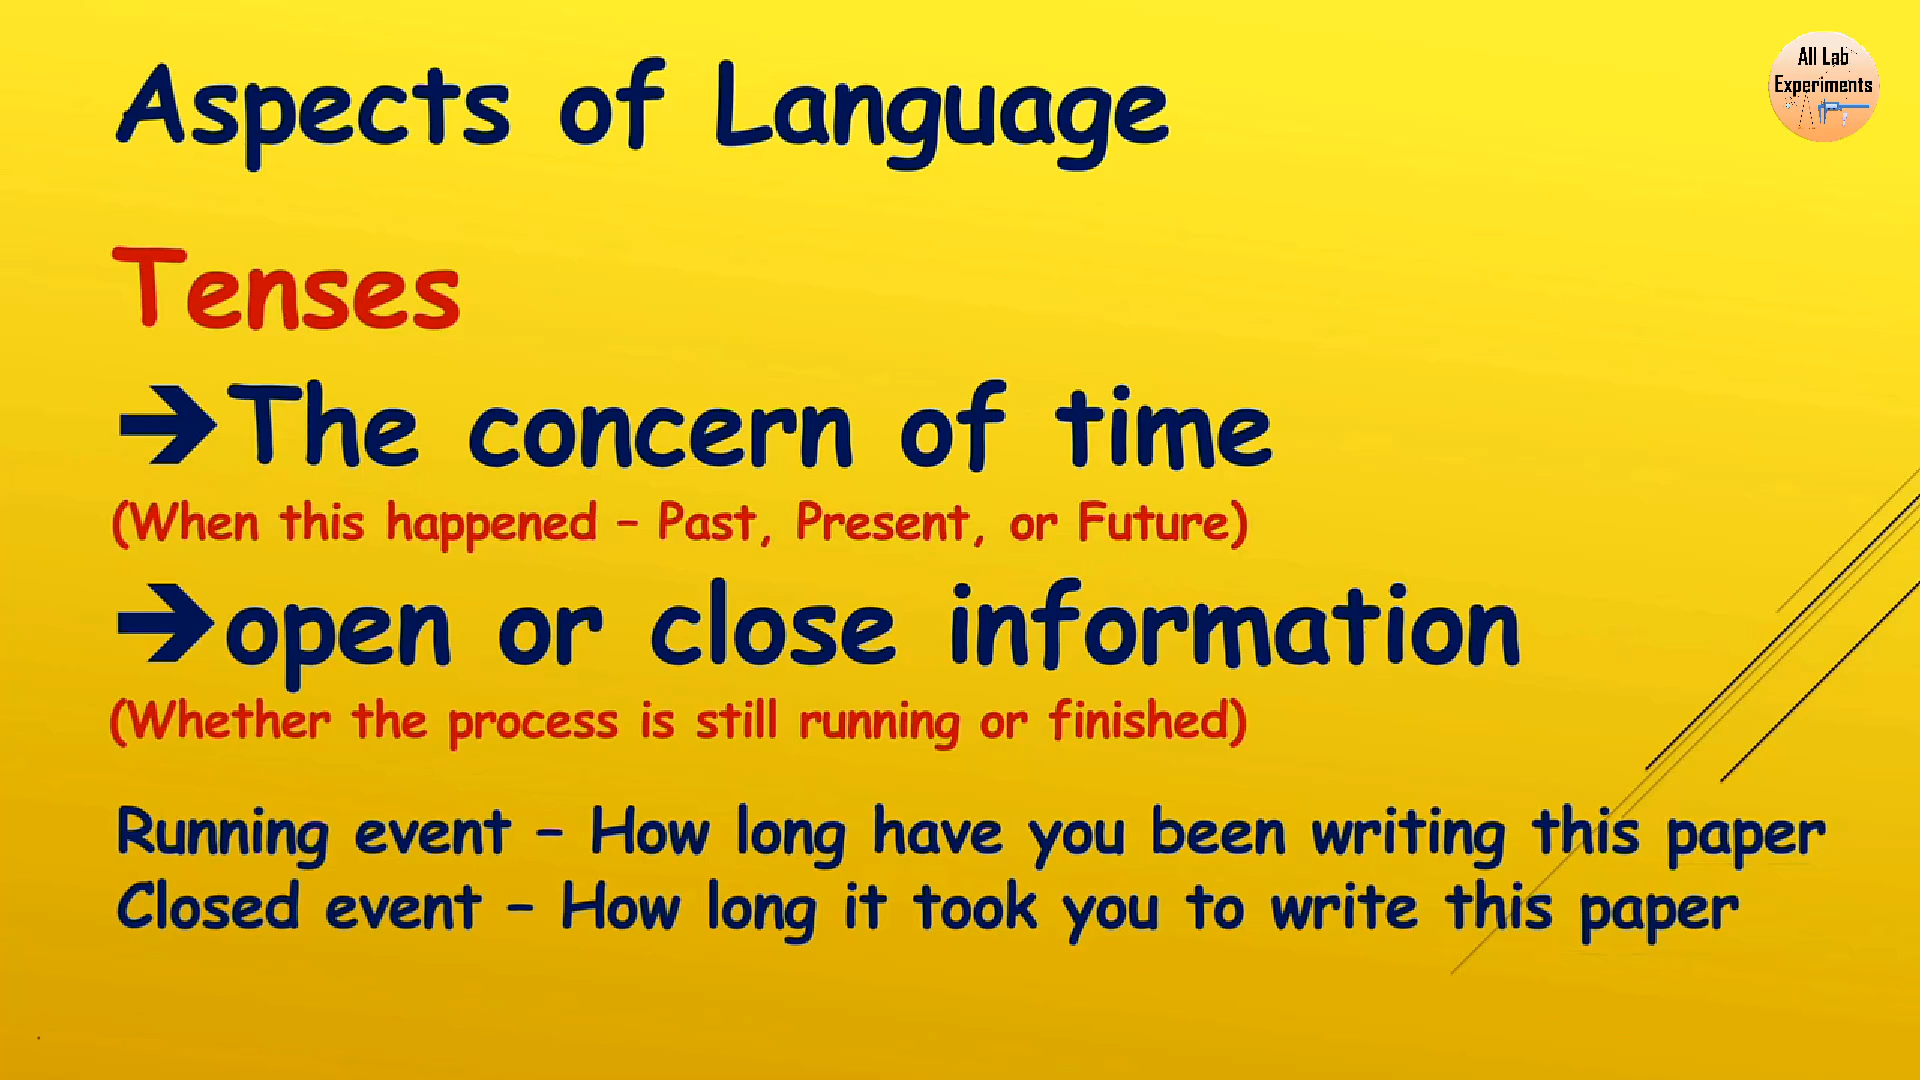 Aspects of Language
All Lab
Experiments
Tenses
➔The concern of time
(When this happened – Past, Present, or Future)
➔open or close information
(Whether the process is still running or finished)
Running event – How long have you been writing this paper
Closed event – How long it took you to write this paper